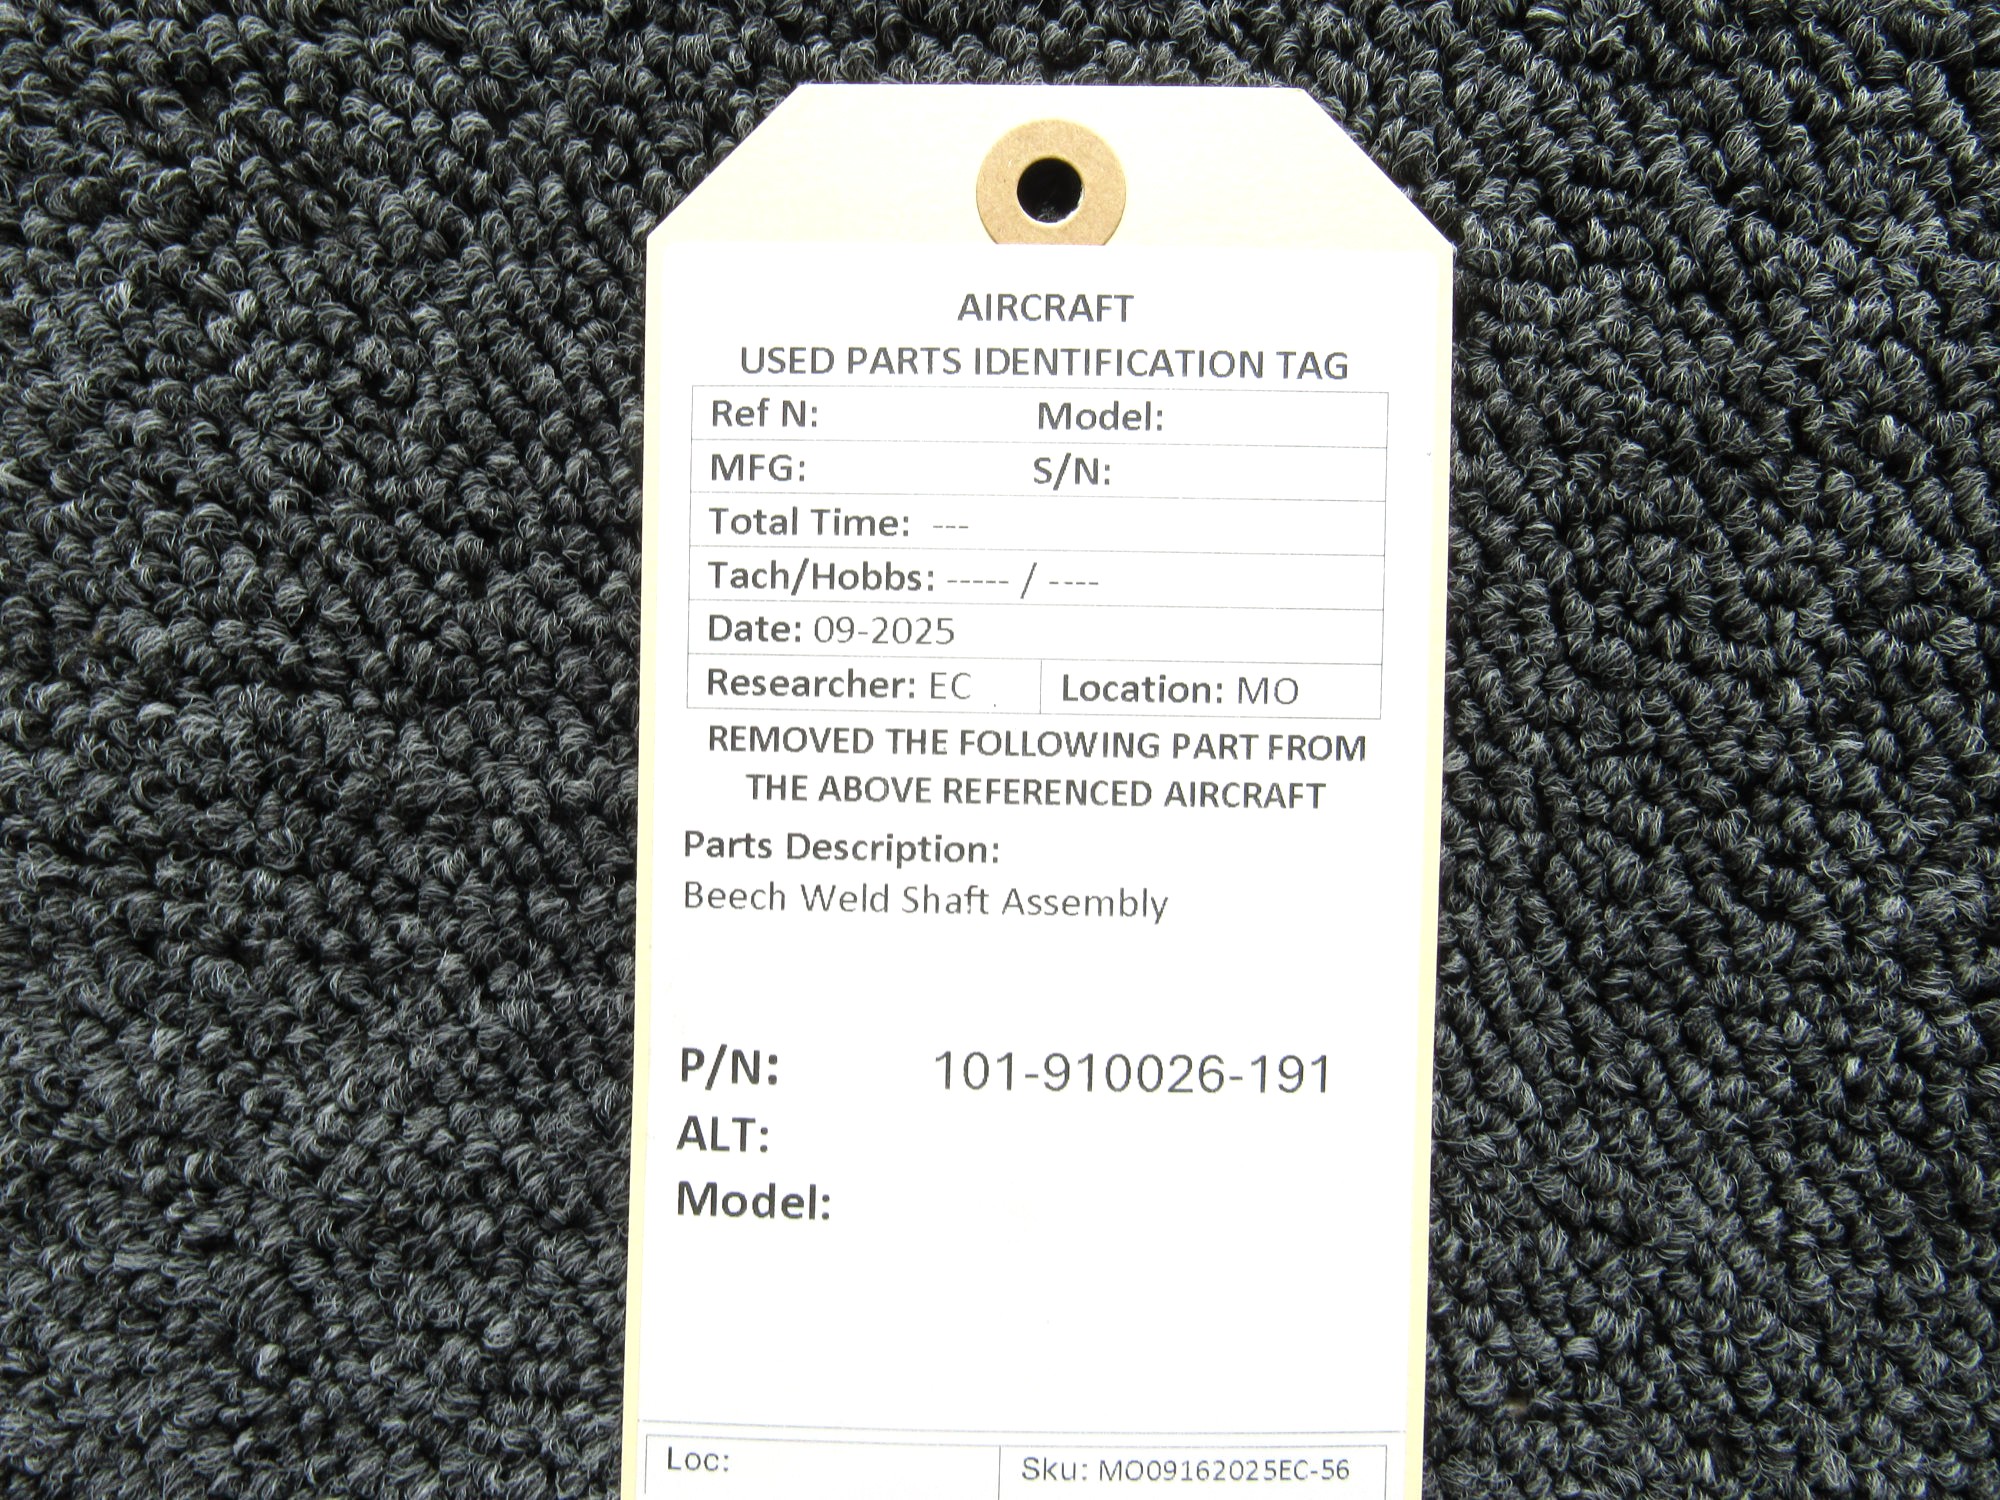 AIRCRAFT
USED PARTS IDENTIFICATION TAG
Ref N: Model:
MFG: S/N:
Total Time: ---
Tach/Hobbs: ----- / ----
Date: 09-2025
Researcher: EC Location: MO
REMOVED THE FOLLOWING PART FROM
THE ABOVE REFERENCED AIRCRAFT
Parts Description:
Beech Weld Shaft Assembly
P/N: 101-910026-191
ALT:
Model:
Loc: Sku: MO09162025EC-56